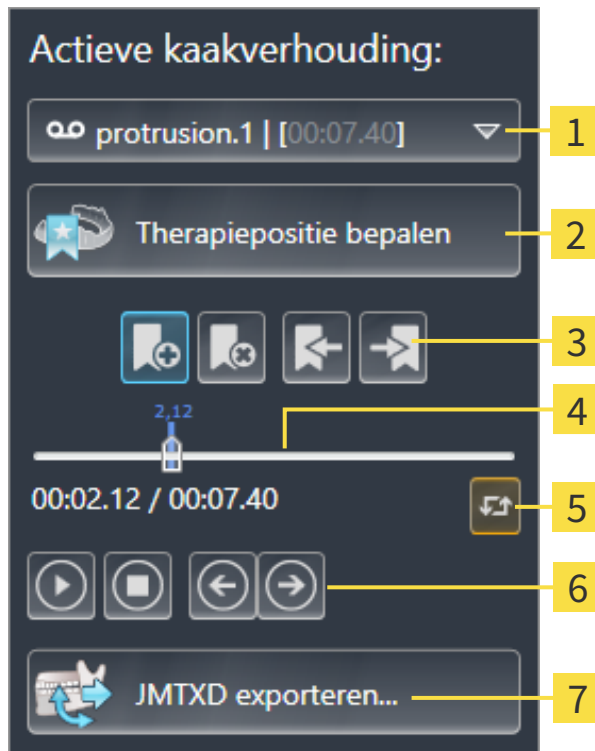 Actieve kaakverhouding:
protrusion.1 | [00:07.40]
1
Therapiepositie bepalen
2
3
2,12
4
00:02.12 / 00:07.40
5
6
JMTXD exporteren...
7